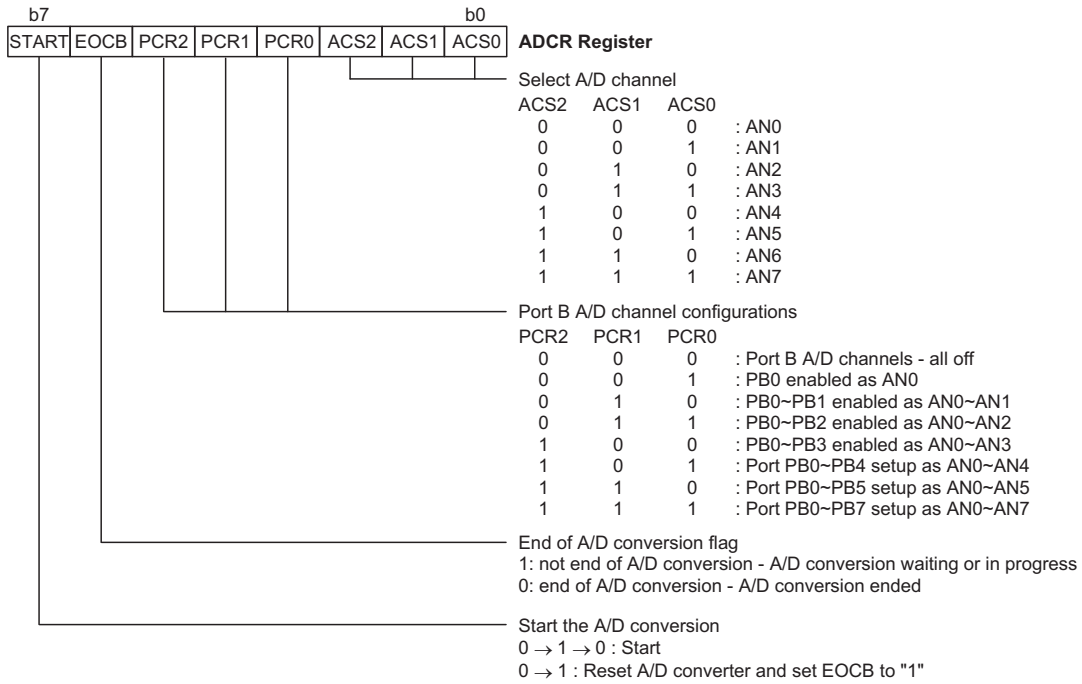 b7 b0
START EOCB PCR2 PCR1 PCR0 ACS2 ACS1 ACS0 ADCR Register
Select A/D channel
ACS2 ACS1 ACS0
0 0 0 : AN0
0 0 1 : AN1
0 1 0 : AN2
0 1 1 : AN3
1 0 0 : AN4
1 0 1 : AN5
1 1 0 : AN6
1 1 1 : AN7
Port B A/D channel configurations
PCR2 PCR1 PCR0
0 0 0 : Port B A/D channels - all off
0 0 1 : PB0 enabled as AN0
0 1 0 : PB0~PB1 enabled as AN0~AN1
0 1 1 : PB0~PB2 enabled as AN0~AN2
1 0 0 : PB0~PB3 enabled as AN0~AN3
1 0 1 : Port PB0~PB4 setup as AN0~AN4
1 1 0 : Port PB0~PB5 setup as AN0~AN5
1 1 1 : Port PB0~PB7 setup as AN0~AN7
End of A/D conversion flag
1: not end of A/D conversion - A/D conversion waiting or in progress
0: end of A/D conversion - A/D conversion ended
Start the A/D conversion
0 → 1 → 0 : Start
0 → 1 : Reset A/D converter and set EOCB to "1"